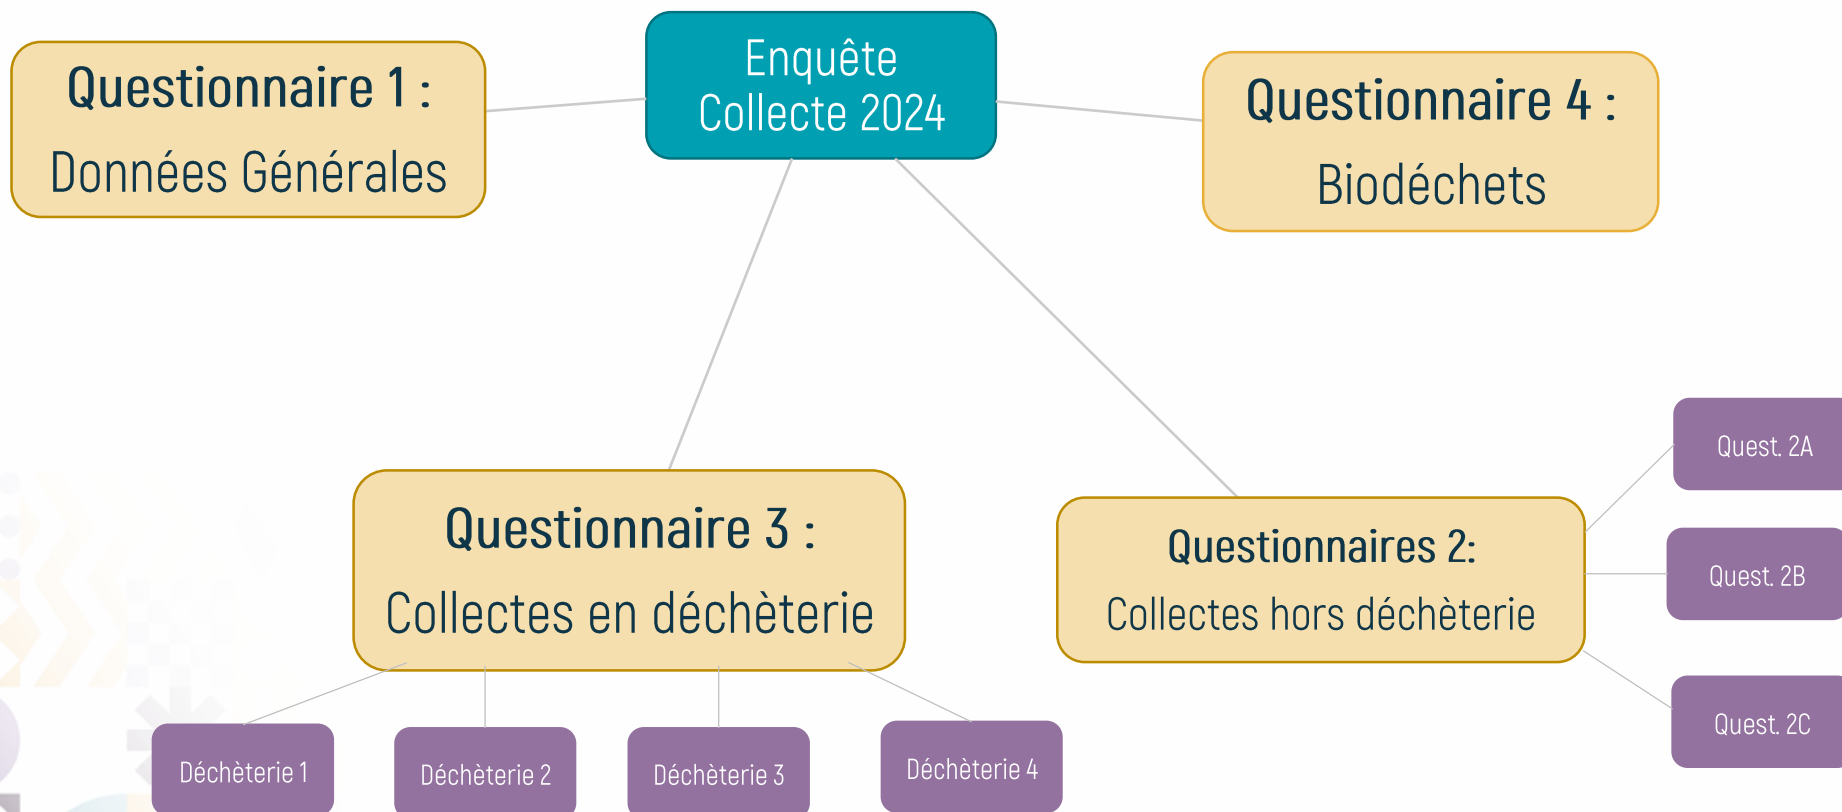 Enquête
Collecte 2024
Questionnaire 1 :
Données Générales
Questionnaire 4 :
Biodéchets
Questionnaire 3 :
Collectes en déchèterie
Questionnaires 2:
Collectes hors déchèterie
Quest. 2A
Quest. 2B
Quest. 2C
Déchèterie 1
Déchèterie 2
Déchèterie 3
Déchèterie 4